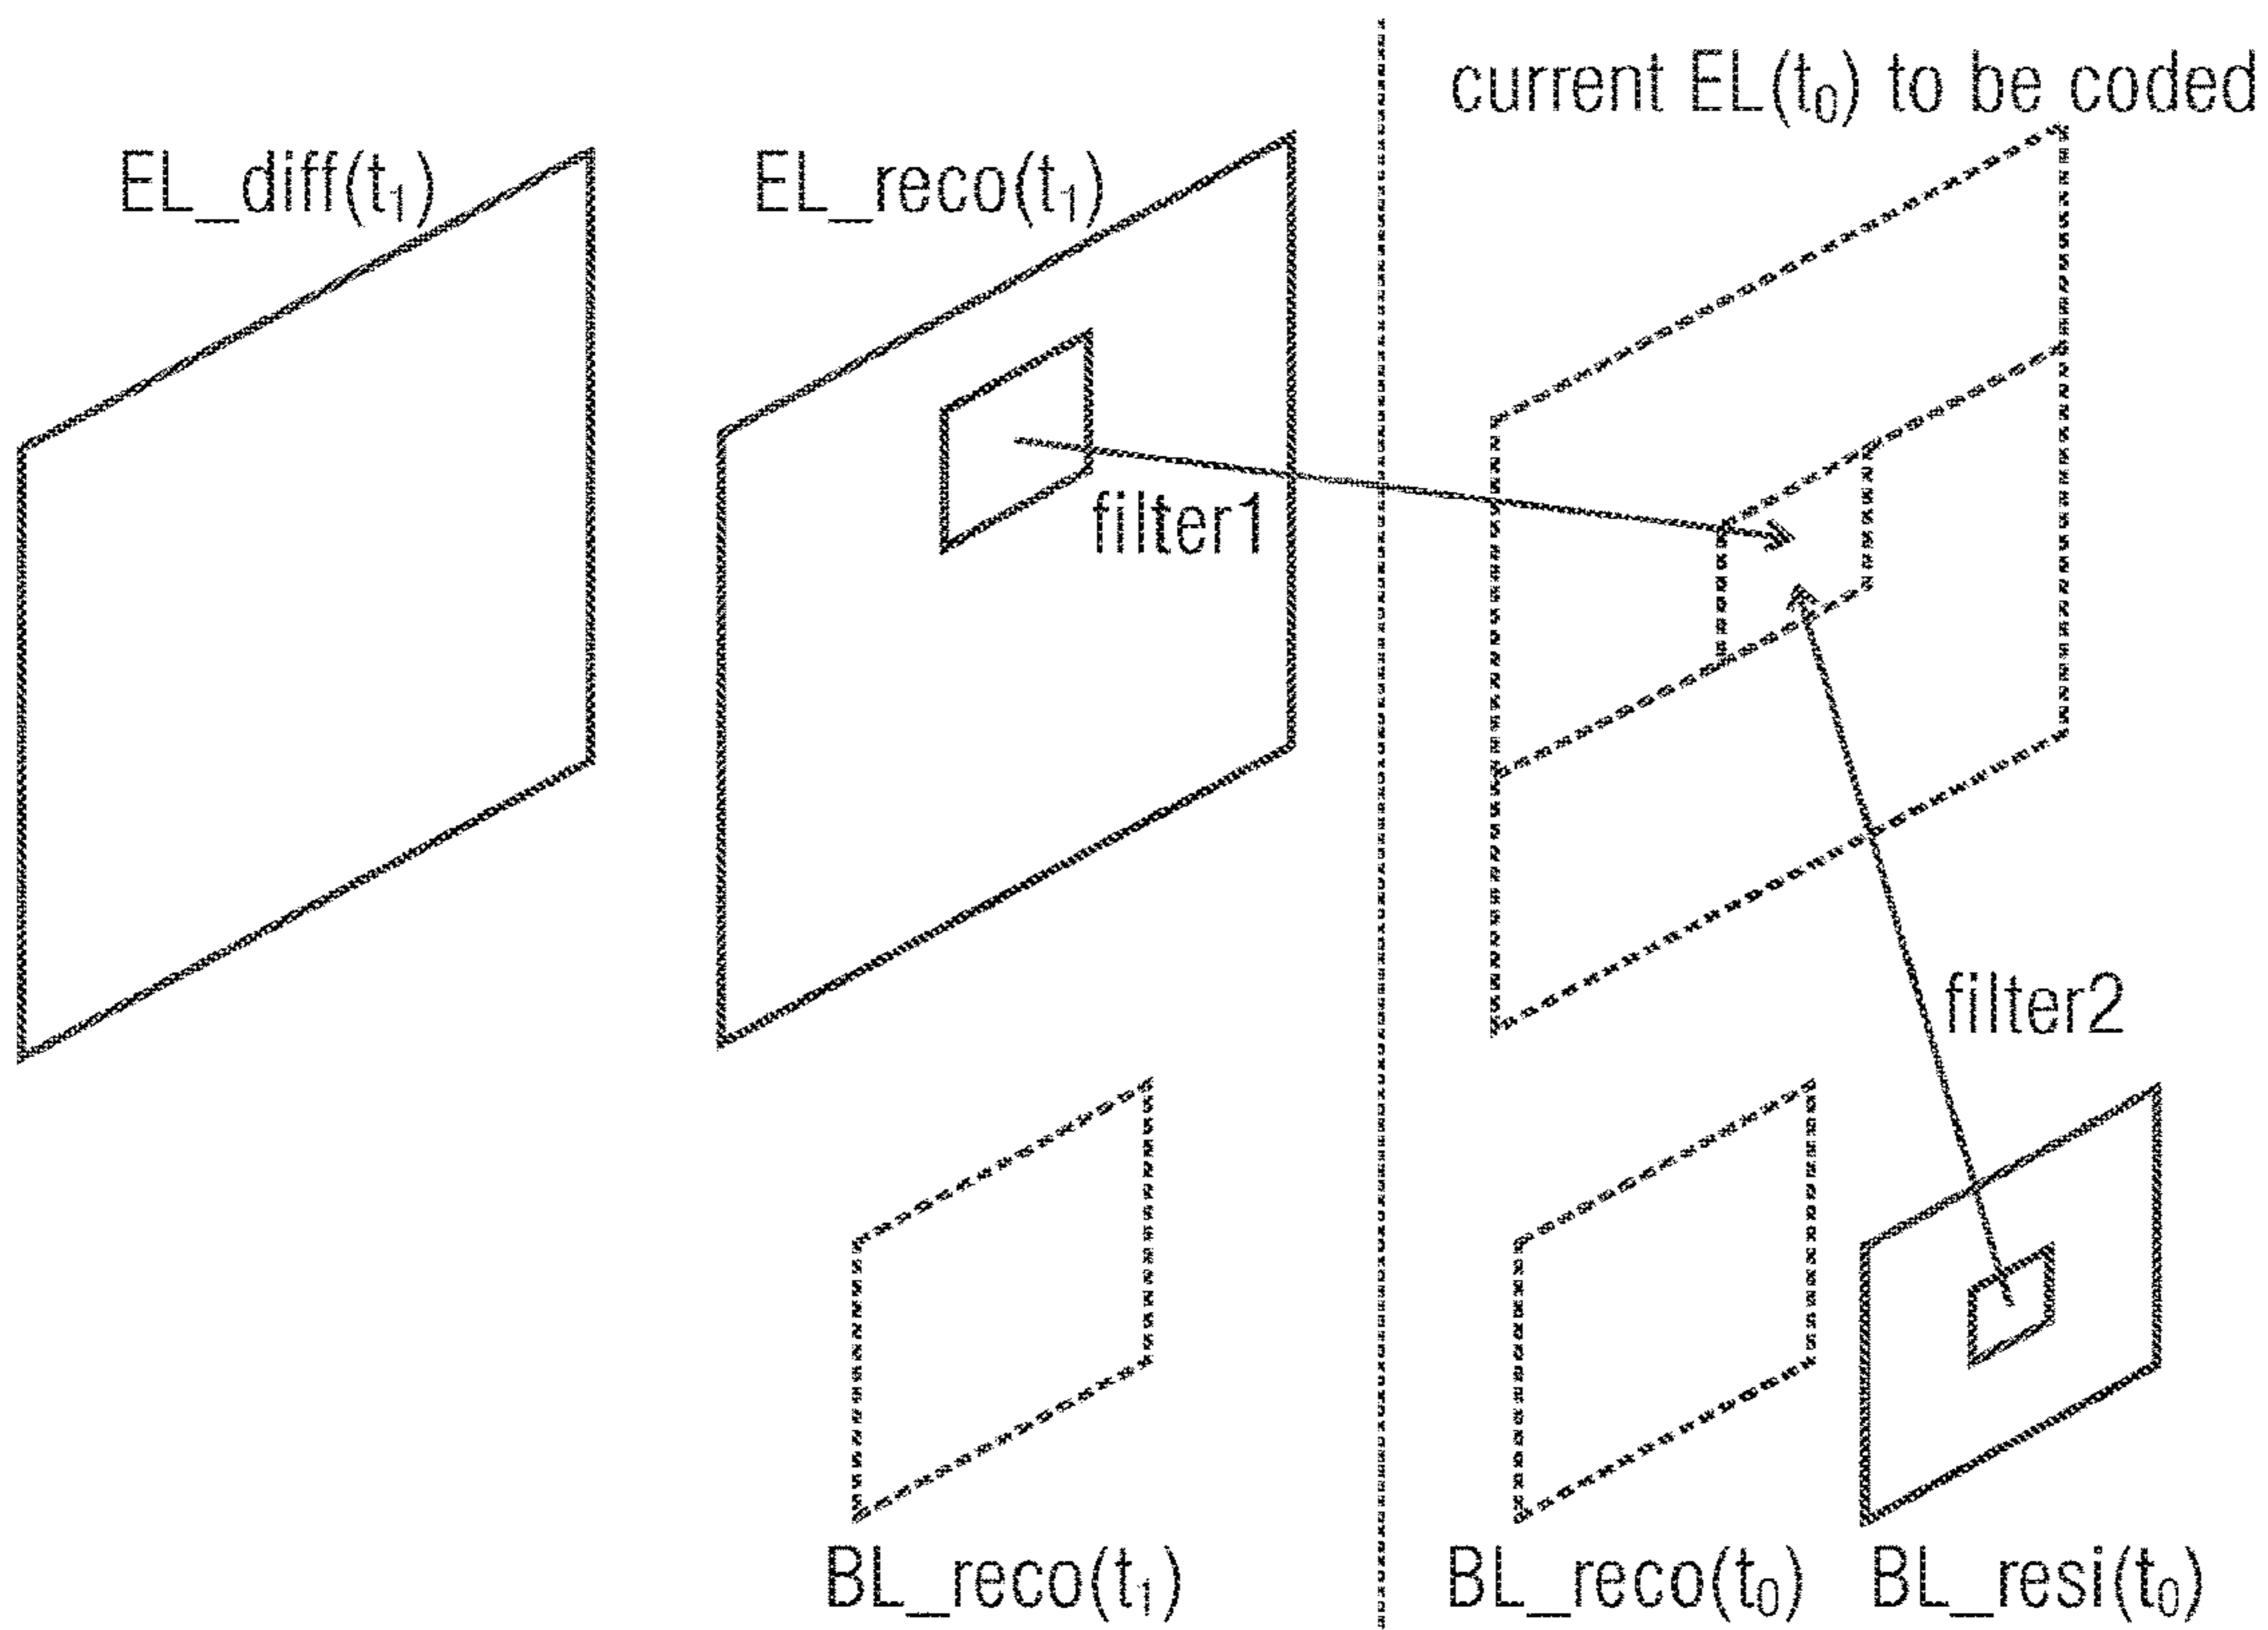 current EL(t₀) to be coded
EL_diff(t₁)
EL_reco(t₁)
filter1
filter2
BL_reco(t₁)
BL_reco(t₀)
BL_resi(t₀)